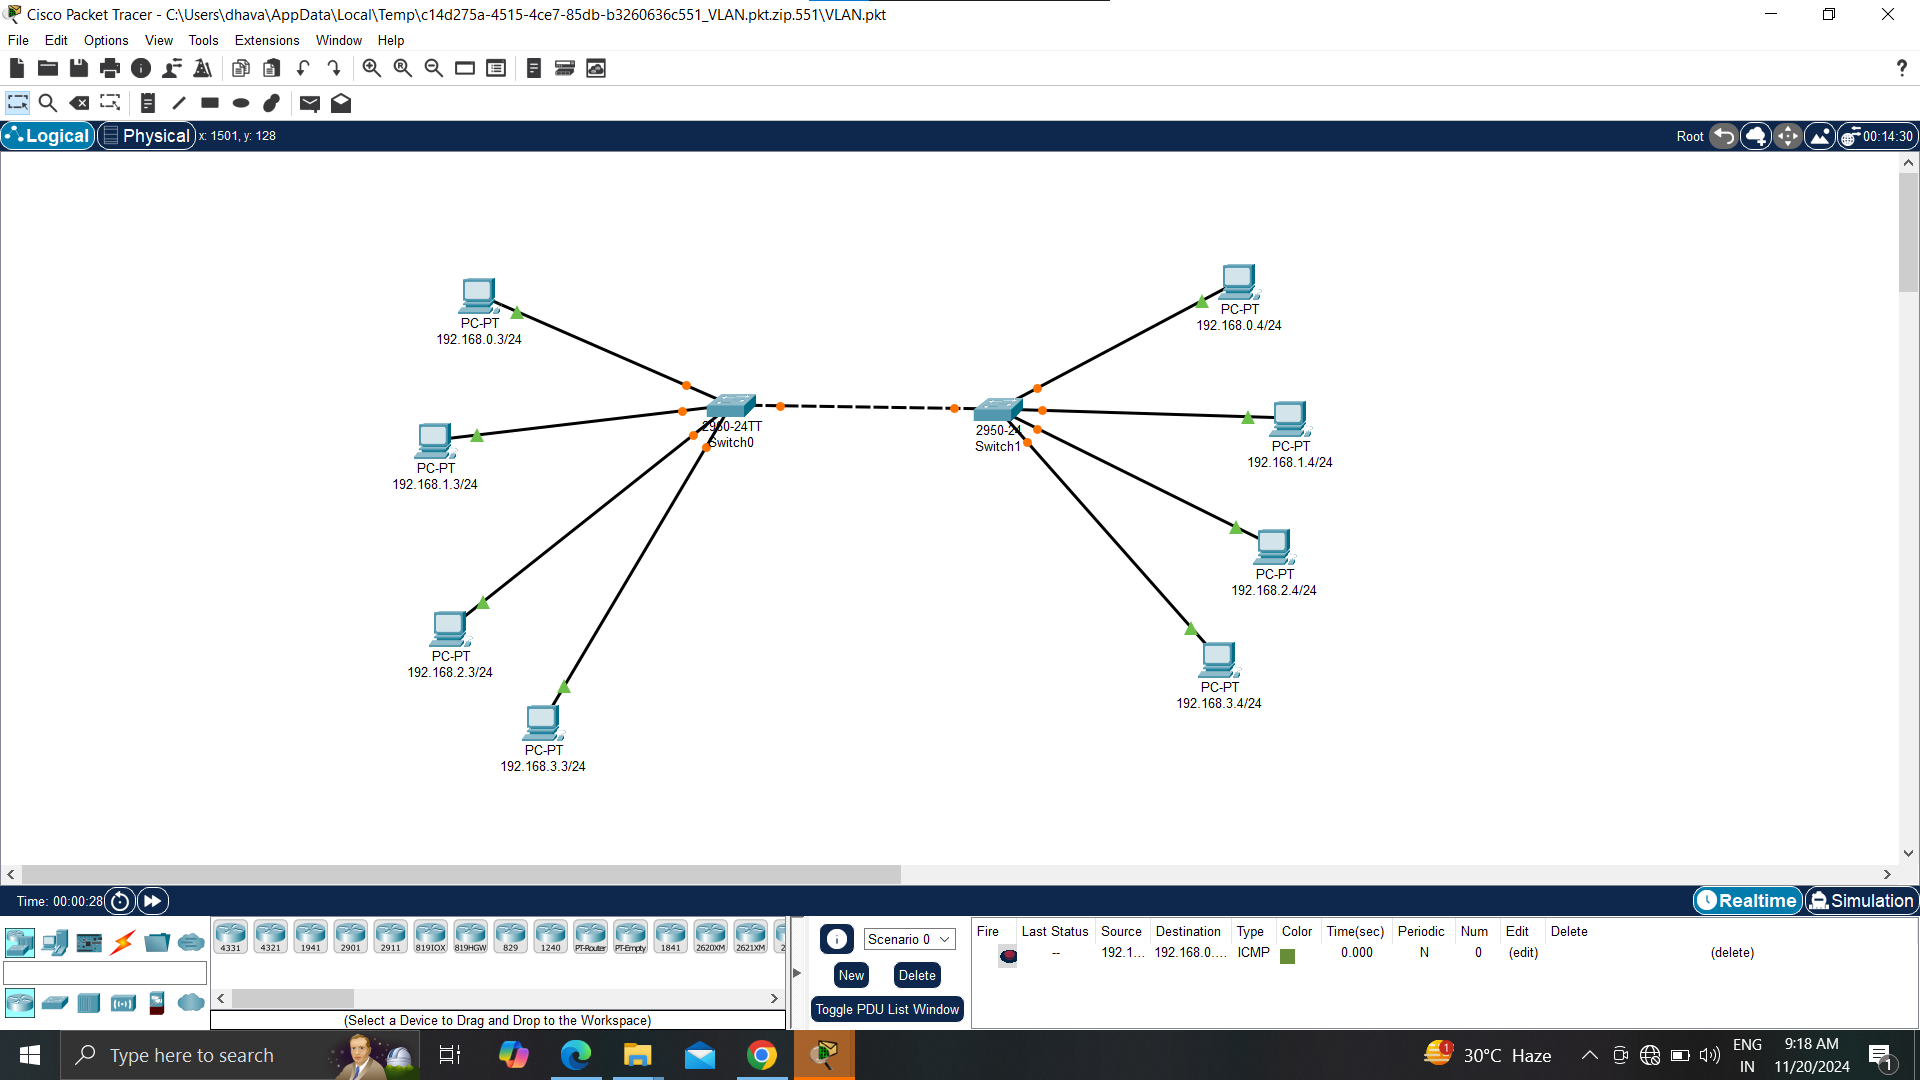 Cisco Packet Tracer - C:\Users\dhava\AppData\Local\Temp\c14d275a-4515-4ce7-85db-b3260636c551_VLAN.pkt.zip.551\VLAN.pkt
File Edit Options View Tools Extensions Window Help
?
Logical Physical x: 1501, y: 128 Root 00:14:30
PC-PT
192.168.0.3/24
PC-PT
192.168.0.4/24
PC-PT
192.168.1.3/24
2960-24TT
Switch0
2950-24
Switch1
PC-PT
192.168.1.4/24
PC-PT
192.168.2.4/24
PC-PT
192.168.2.3/24
PC-PT
192.168.3.4/24
PC-PT
192.168.3.3/24
Time: 00:00:28 Realtime Simulation
4331 4321 1941 2901 2911 819IOX 819HGW 829 1240 PT-Router PT-Empty 1841 2620XM 2621XM 2
(Select a Device to Drag and Drop to the Workspace)
Scenario 0
New Delete
Toggle PDU List Window
Fire Last Status Source Destination Type Color Time(sec) Periodic Num Edit Delete
-- 192.1... 192.168.0.... ICMP 0.000 N 0 (edit) (delete)
Type here to search
1 30°C Haze
ENG
IN
9:18 AM
11/20/2024
1